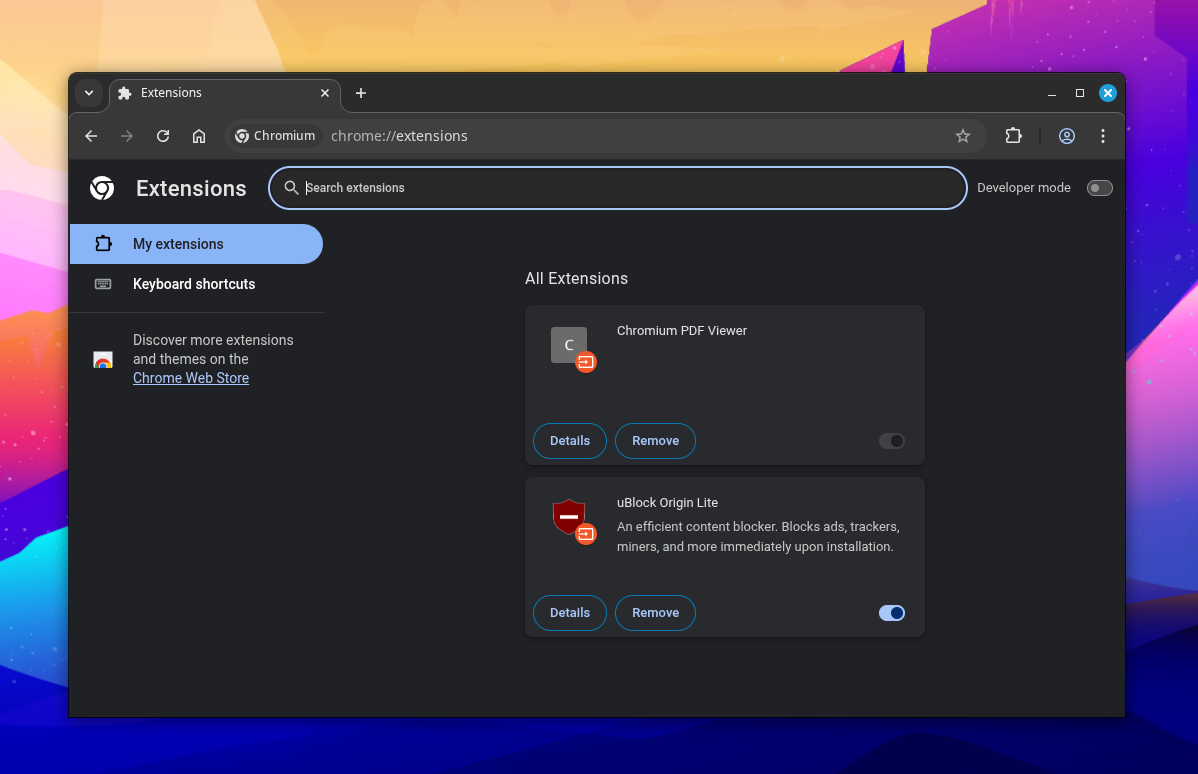 Extensions
Chromium
chrome://extensions
Extensions
Search extensions
Developer mode
My extensions
Keyboard shortcuts
Discover more extensions
and themes on the
Chrome Web Store
All Extensions
C
Chromium PDF Viewer
Details
Remove
uBlock Origin Lite
An efficient content blocker. Blocks ads, trackers,
miners, and more immediately upon installation.
Details
Remove